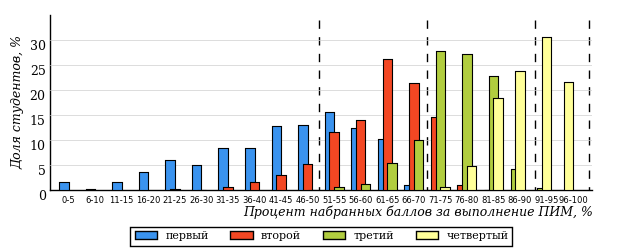 Доля студентов, %
30
25
20
15
10
5
0
0-5 6-10 11-15 16-20 21-25 26-30 31-35 36-40 41-45 46-50 51-55 56-60 61-65 66-70 71-75 76-80 81-85 86-90 91-95 96-100
Процент набранных баллов за выполнение ПИМ, %
первый второй третий четвертый